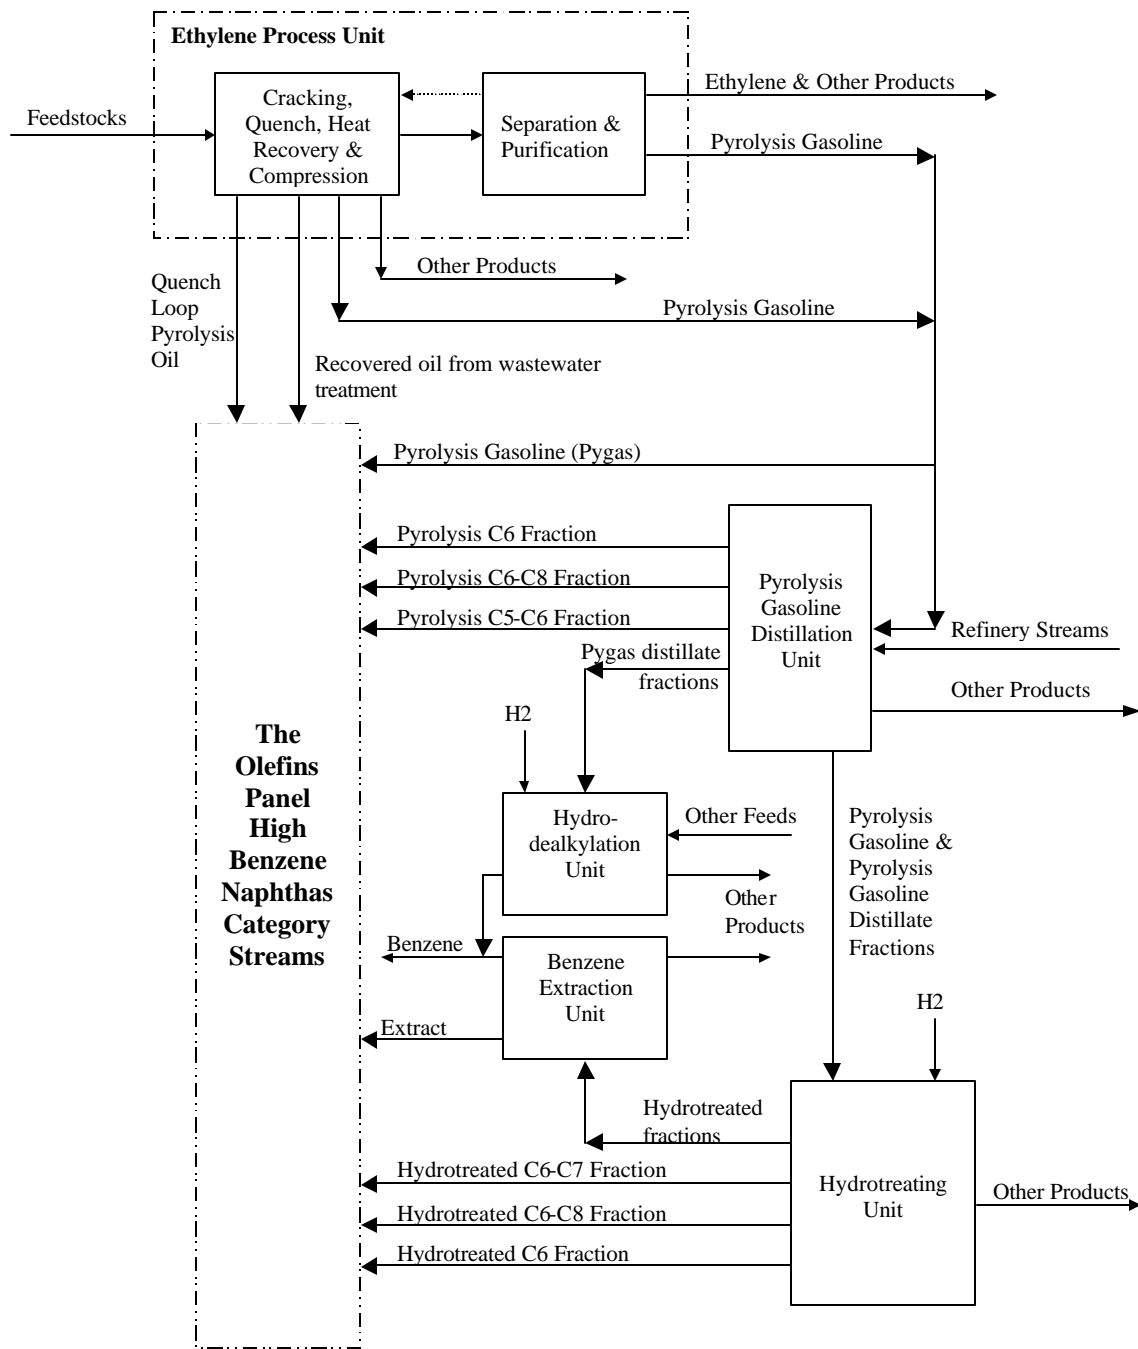 Ethylene Process Unit
Feedstocks
Cracking,
Quench, Heat
Recovery &
Compression
Separation &
Purification
Ethylene & Other Products
Pyrolysis Gasoline
Other Products
Quench
Loop
Pyrolysis
Oil
Pyrolysis Gasoline
Recovered oil from wastewater
treatment
Pyrolysis Gasoline (Pygas)
Pyrolysis C6 Fraction
Pyrolysis C6-C8 Fraction
Pyrolysis C5-C6 Fraction
Pyrolysis
Gasoline
Distillation
Unit
Refinery Streams
Other Products
Pygas distillate
fractions
H2
The
Olefins
Panel
High
Benzene
Naphthas
Category
Streams
Hydro-
dealkylation
Unit
Other Feeds
Other
Products
Pyrolysis
Gasoline &
Pyrolysis
Gasoline
Distillate
Fractions
Benzene
Benzene
Extraction
Unit
Extract
H2
Hydrotreated
fractions
Hydrotreated C6-C7 Fraction
Hydrotreated C6-C8 Fraction
Hydrotreated C6 Fraction
Hydrotreating
Unit
Other Products